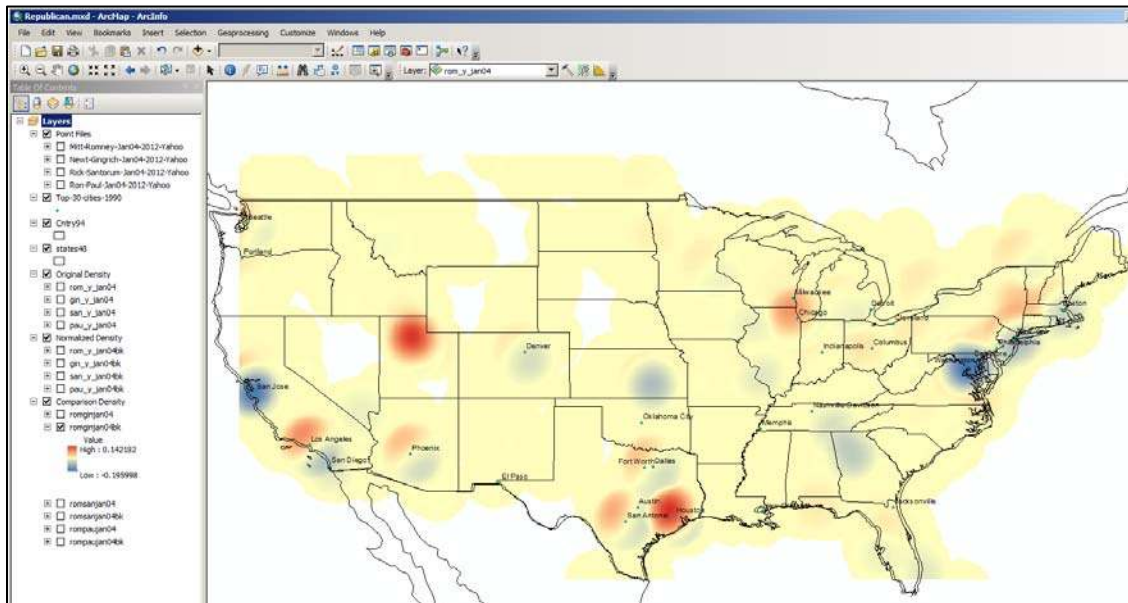 Republican.mxd - ArcMap - ArcInfo
File Edit View Bookmarks Insert Selection Geoprocessing Customize Windows Help
Layer: rom_y_jan04
Table Of Contents
Layers
Point Files
Mitt-Romney-Jan04-2012-Yahoo
Newt-Gingrich-Jan04-2012-Yahoo
Rick-Santorum-Jan04-2012-Yahoo
Ron-Paul-Jan04-2012-Yahoo
Top-30-cities-1990
Cntry94
states48
Original Density
rom_y_jan04
gin_y_jan04
san_y_jan04
pau_y_jan04
Normalized Density
rom_y_jan04bk
gin_y_jan04bk
san_y_jan04bk
pau_y_jan04bk
Comparison Density
romginjan04
romginjan04bk
Value
High : 0.142182
Low : -0.195998
romsanjan04
romsanjan04bk
rompaujan04
rompaujan04bk
Seattle
Portland
Milwaukee
Detroit
Boston
Chicago
Cleveland
Philadelphia
Denver
Indianapolis
Columbus
San Jose
Oklahoma City
Nashville-Davidson
Memphis
Los Angeles
Phoenix
San Diego
Fort Worth
Dallas
El Paso
Austin
Jacksonville
San Antonio
Houston